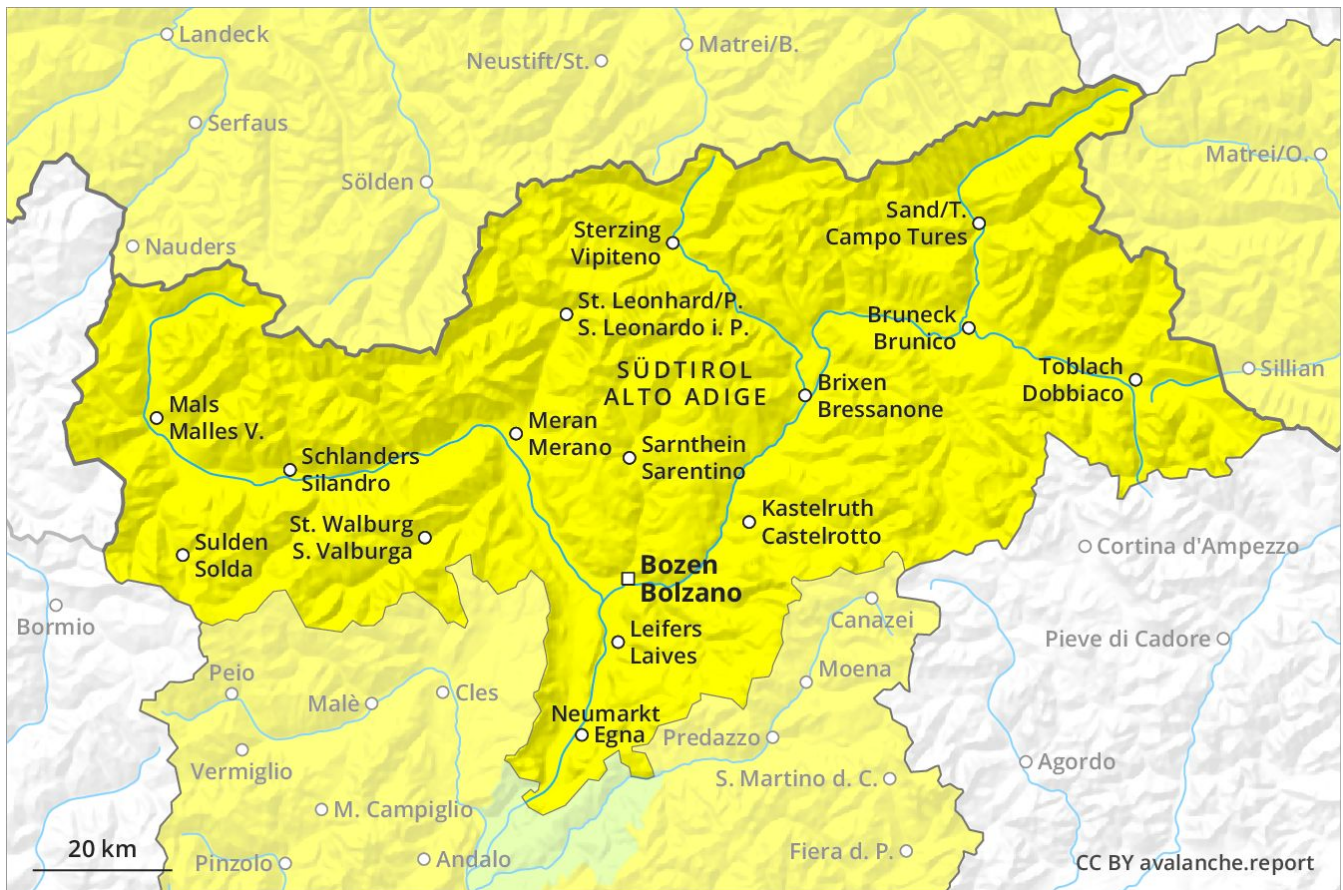 Landeck
Neustift/St.
Matrei/B.
Serfaus
Matrei/O.
Sölden
Sand/T.
Campo Tures
Sterzing
Vipiteno
Nauders
St. Leonhard/P.
S. Leonardo i. P.
Bruneck
Brunico
SÜDTIROL
ALTO ADIGE
Toblach
Dobbiaco
Sillian
Brixen
Bressanone
Mals
Malles V.
Meran
Merano
Sarnthein
Sarentino
Schlanders
Silandro
Kastelruth
Castelrotto
St. Walburg
S. Valburga
Sulden
Solda
Cortina d'Ampezzo
Bozen
Bolzano
Bormio
Canazei
Leifers
Laives
Pieve di Cadore
Peio
Moena
Malè
Cles
Neumarkt
Egna
Predazzo
Vermiglio
S. Martino d. C.
Agordo
M. Campiglio
20 km
Pinzolo
Andalo
Fiera d. P.
CC BY avalanche.report